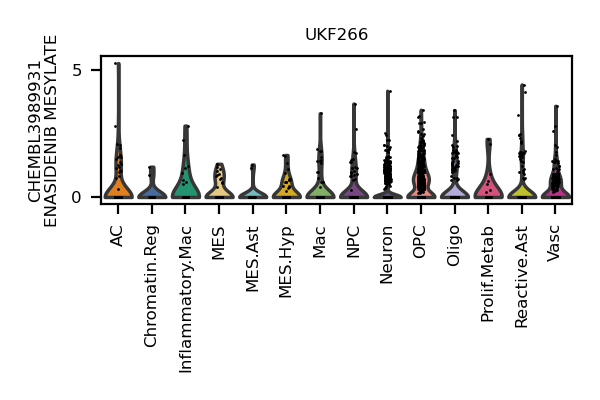 UKF266
CHEMBL3989931
ENASIDENIB MESYLATE
5
0
AC
Chromatin.Reg
Inflammatory.Mac
MES
MES.Ast
MES.Hyp
Mac
NPC
Neuron
OPC
Oligo
Prolif.Metab
Reactive.Ast
Vasc